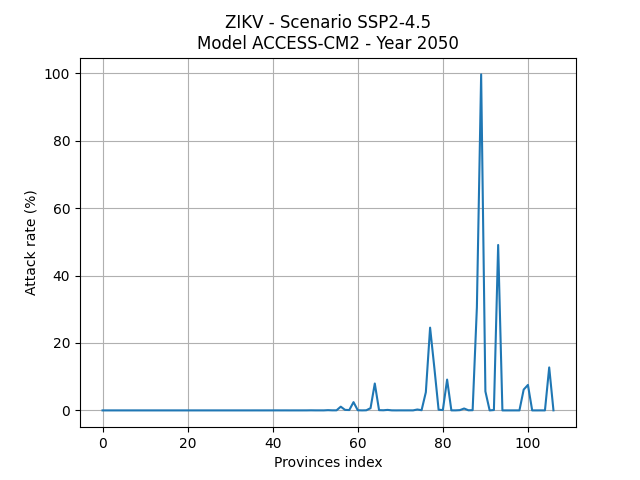 ZIKV - Scenario SSP2-4.5
Model ACCESS-CM2 - Year 2050
100
80
60
40
20
0
Attack rate (%)
0 20 40 60 80 100
Provinces index